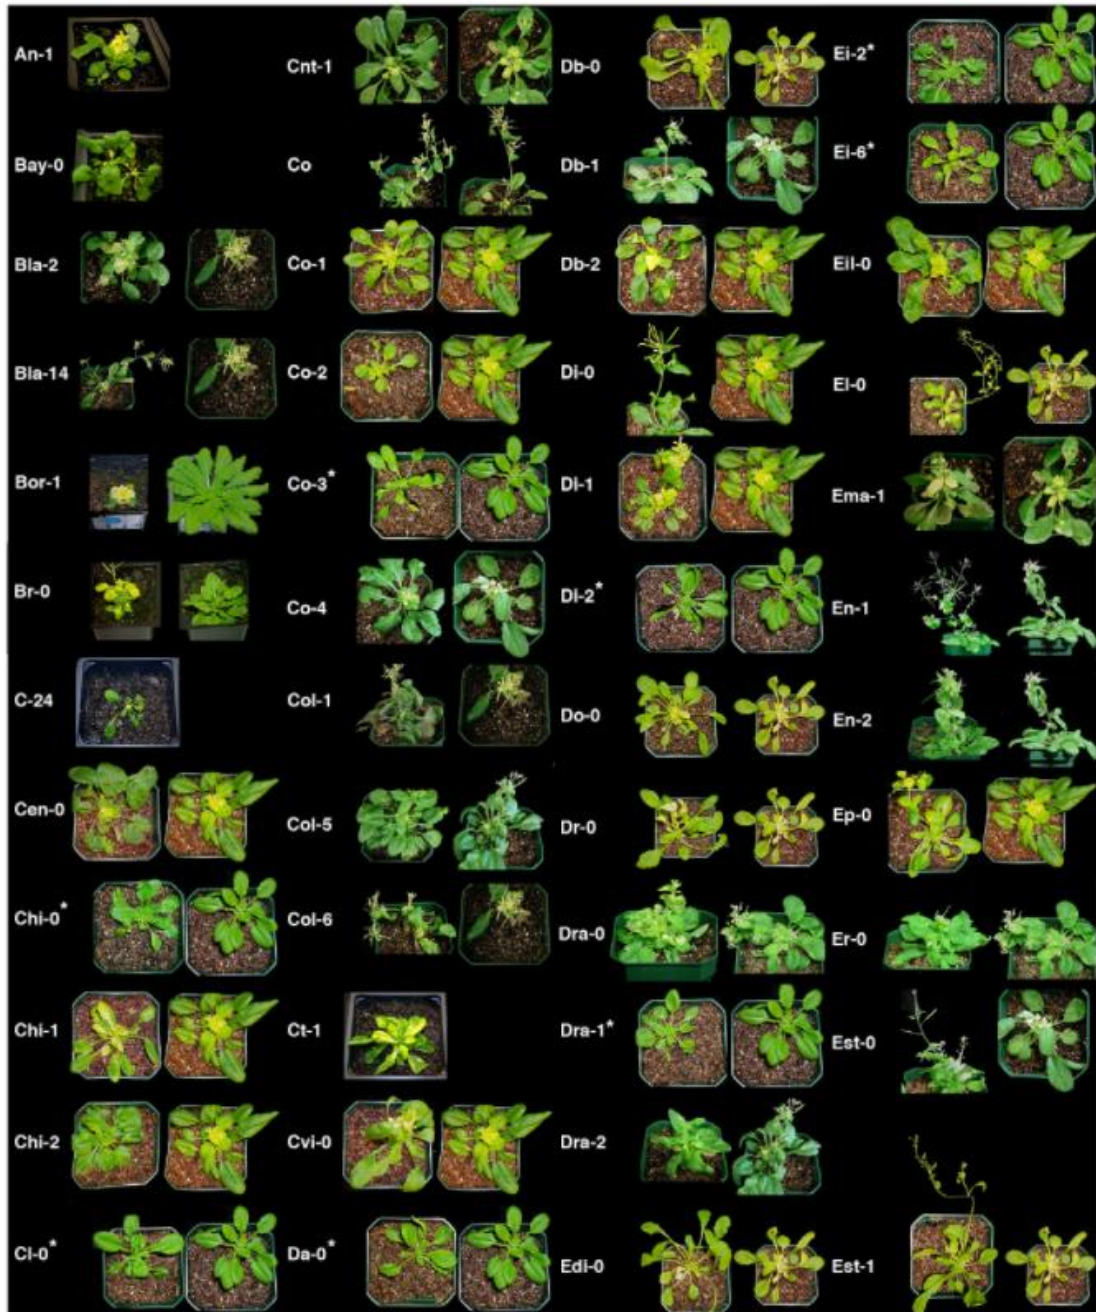 An-1
Bay-0
Bla-2
Bla-14
Bor-1
Br-0
C-24
Cen-0
Chi-0*
Chi-1
Chi-2
Cl-0*
Cnt-1
Co
Co-1
Co-2
Co-3*
Co-4
Col-1
Col-5
Col-6
Ct-1
Cvi-0
Da-0*
Db-0
Db-1
Db-2
Di-0
Di-1
Di-2*
Do-0
Dr-0
Dra-0
Dra-1*
Dra-2
Edi-0
Ei-2*
Ei-6*
Eil-0
El-0
Ema-1
En-1
En-2
Ep-0
Er-0
Est-0
Est-1